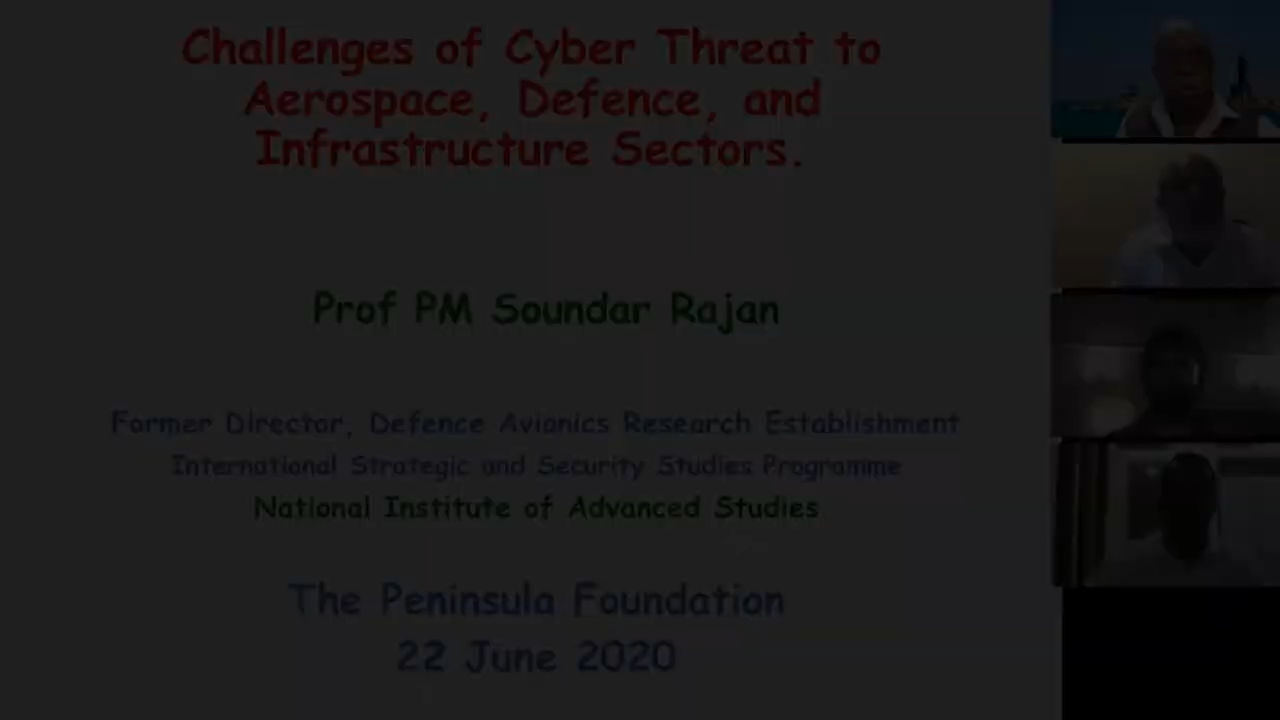 Challenges of Cyber Threat to
Aerospace, Defence, and
Infrastructure Sectors.
Prof PM Soundar Rajan
Former Director, Defence Avionics Research Establishment
International Strategic and Security Studies Programme
National Institute of Advanced Studies
The Peninsula Foundation
22 June 2020